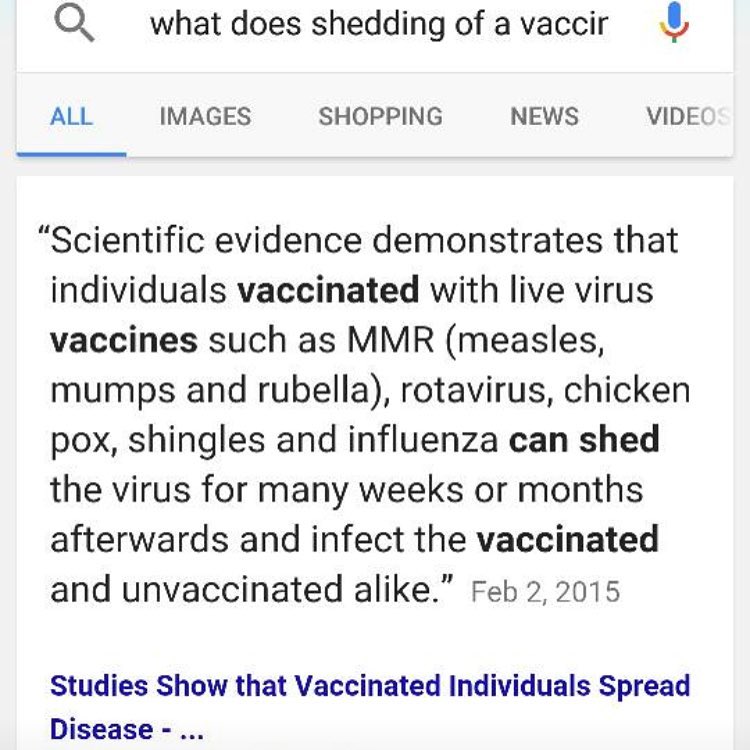 what does shedding of a vaccir
ALL IMAGES SHOPPING NEWS VIDEOS
“Scientific evidence demonstrates that
individuals vaccinated with live virus
vaccines such as MMR (measles,
mumps and rubella), rotavirus, chicken
pox, shingles and influenza can shed
the virus for many weeks or months
afterwards and infect the vaccinated
and unvaccinated alike.” Feb 2, 2015
Studies Show that Vaccinated Individuals Spread
Disease - ...